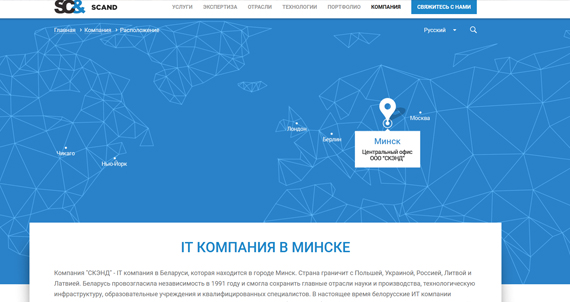 SC& SCAND УСЛУГИ ЭКСПЕРТИЗА ОТРАСЛИ ТЕХНОЛОГИИ ПОРТФОЛИО КОМПАНИЯ СВЯЖИТЕСЬ С НАМИ
Главная > Компания > Расположение Русский
Москва
Лондон
Берлин
Минск
Центральный офис
ООО "СКЭНД"
Чикаго
Нью-Йорк
IT КОМПАНИЯ В МИНСКЕ
Компания "СКЭНД" - IT компания в Беларуси, которая находится в городе Минск. Страна граничит с Польшей, Украиной, Россией, Литвой и
Латвией. Беларусь провозгласила независимость в 1991 году и смогла сохранить главные отрасли науки и производства, технологическую
инфраструктуру, образовательные учреждения и квалифицированных специалистов. В настоящее время белорусские ИТ компании